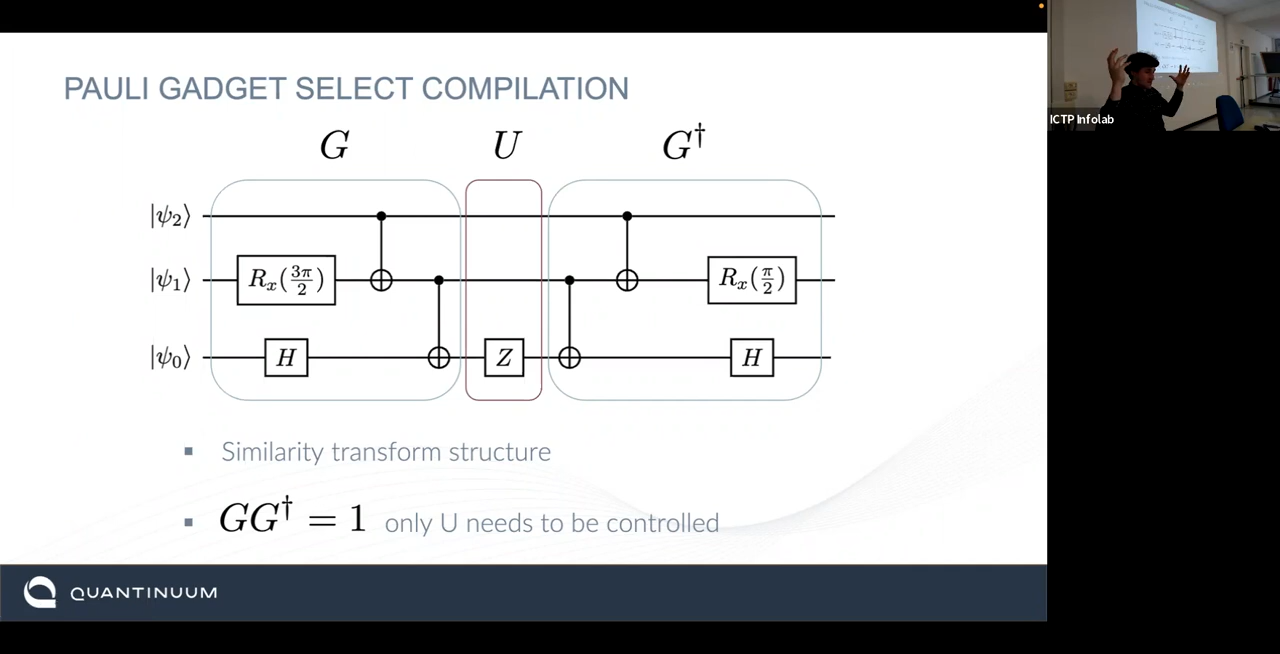 PAULI GADGET SELECT COMPILATION
G U G†
|ψ₂⟩
|ψ₁⟩ Rₓ(3π/2) Rₓ(π/2)
|ψ₀⟩ H Z H
▪ Similarity transform structure
▪ GG† = 1 only U needs to be controlled
QUANTINUUM
ICTP Infolab